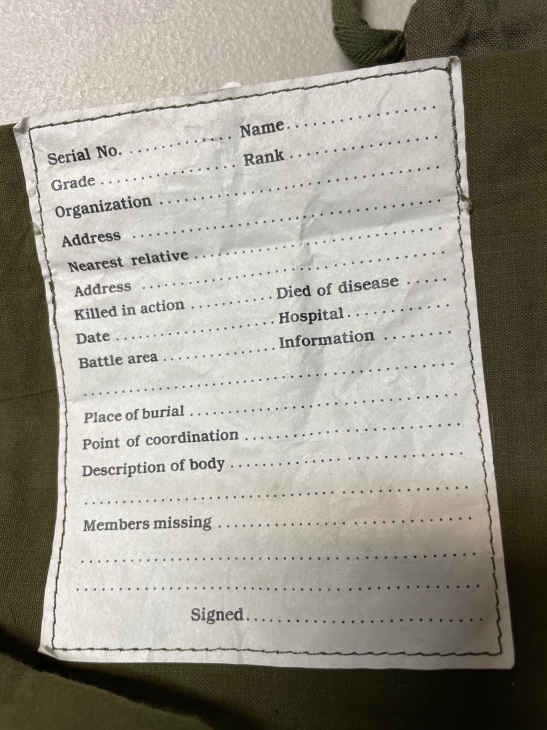 Serial No. .............. Name..................
Grade .................. Rank ..................
Organization ........................................
Address ........................................
Nearest relative ..............................
Address ........................................
Killed in action .......... Died of disease ......
Date .................... Hospital.............
Battle area .............. Information .........
..................................................
Place of burial ..................................
Point of coordination ..........................
Description of body ............................
..................................................
Members missing ................................
..................................................
..................................................
Signed..............................